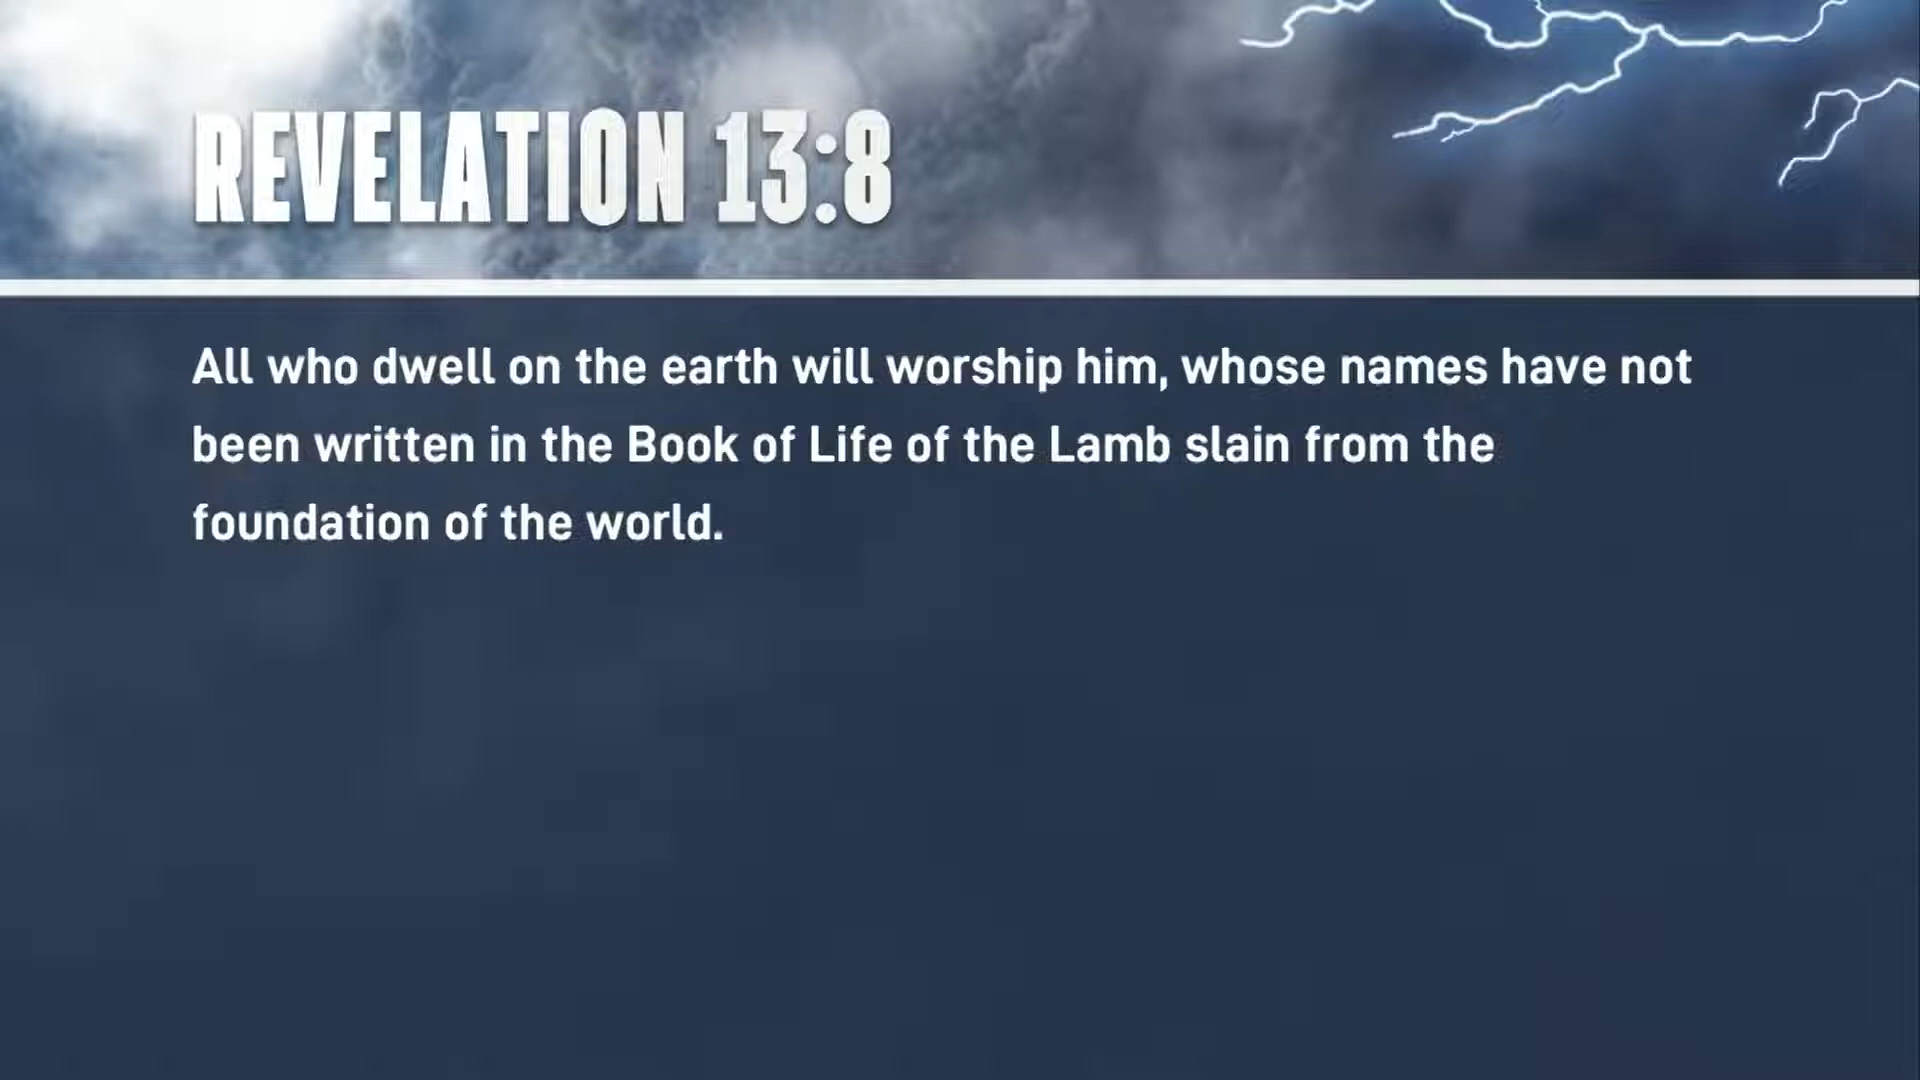 REVELATION 13:8
All who dwell on the earth will worship him, whose names have not
been written in the Book of Life of the Lamb slain from the
foundation of the world.